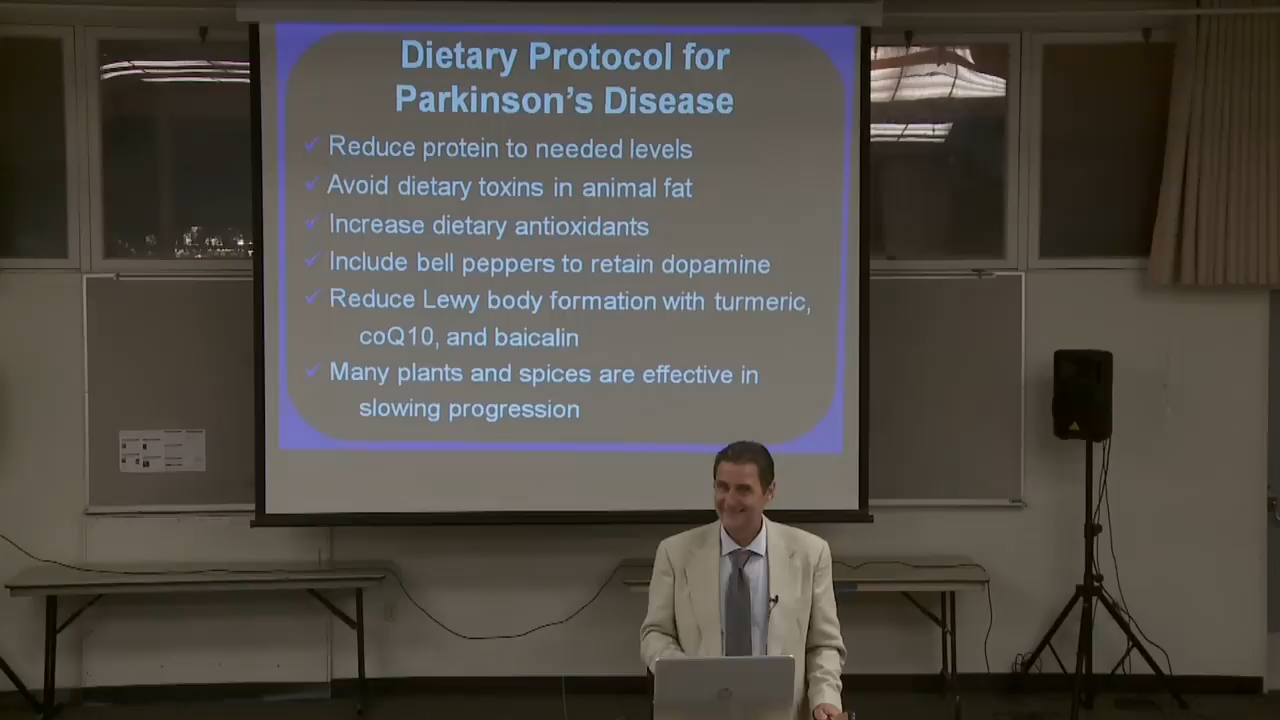 Dietary Protocol for
Parkinson's Disease
Reduce protein to needed levels
Avoid dietary toxins in animal fat
Increase dietary antioxidants
Include bell peppers to retain dopamine
Reduce Lewy body formation with turmeric,
coQ10, and baicalin
Many plants and spices are effective in
slowing progression